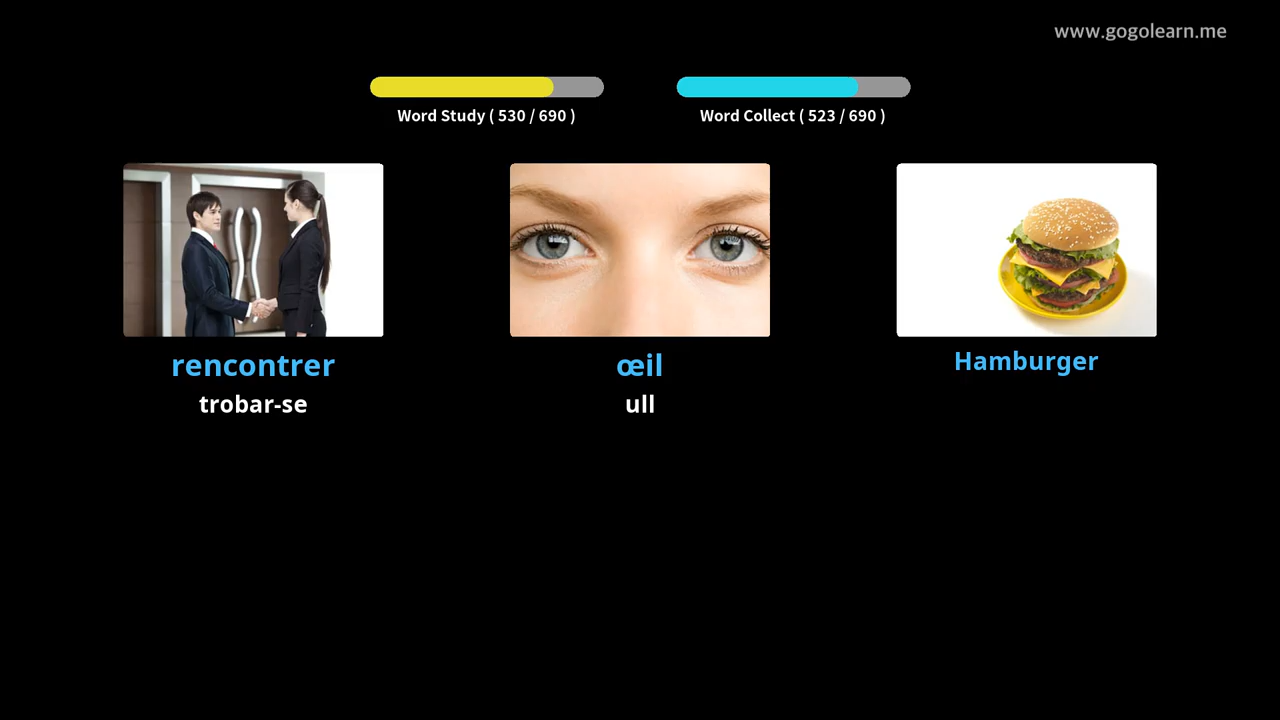 www.gogolearn.me
Word Study ( 530 / 690 )
Word Collect ( 523 / 690 )
rencontrer
trobar-se
œil
ull
Hamburger